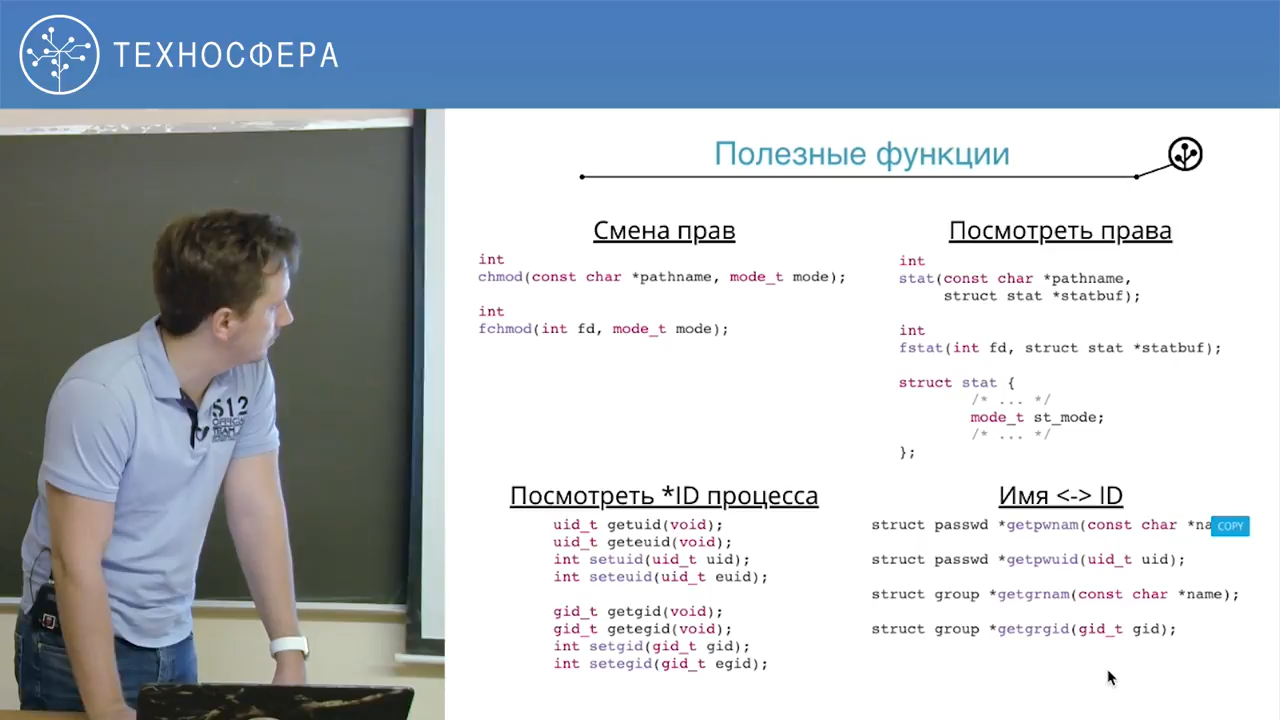 ТЕХНОСФЕРА
Полезные функции
Смена прав
int
chmod(const char *pathname, mode_t mode);
int
fchmod(int fd, mode_t mode);
Посмотреть права
int
stat(const char *pathname,
struct stat *statbuf);
int
fstat(int fd, struct stat *statbuf);
struct stat {
/* ... */
mode_t st_mode;
/* ... */
};
Посмотреть *ID процесса
uid_t getuid(void);
uid_t geteuid(void);
int setuid(uid_t uid);
int seteuid(uid_t euid);
gid_t getgid(void);
gid_t getegid(void);
int setgid(gid_t gid);
int setegid(gid_t egid);
Имя <-> ID
struct passwd *getpwnam(const char *na COPY
struct passwd *getpwuid(uid_t uid);
struct group *getgrnam(const char *name);
struct group *getgrgid(gid_t gid);
512
OFFICIAL
TEAM